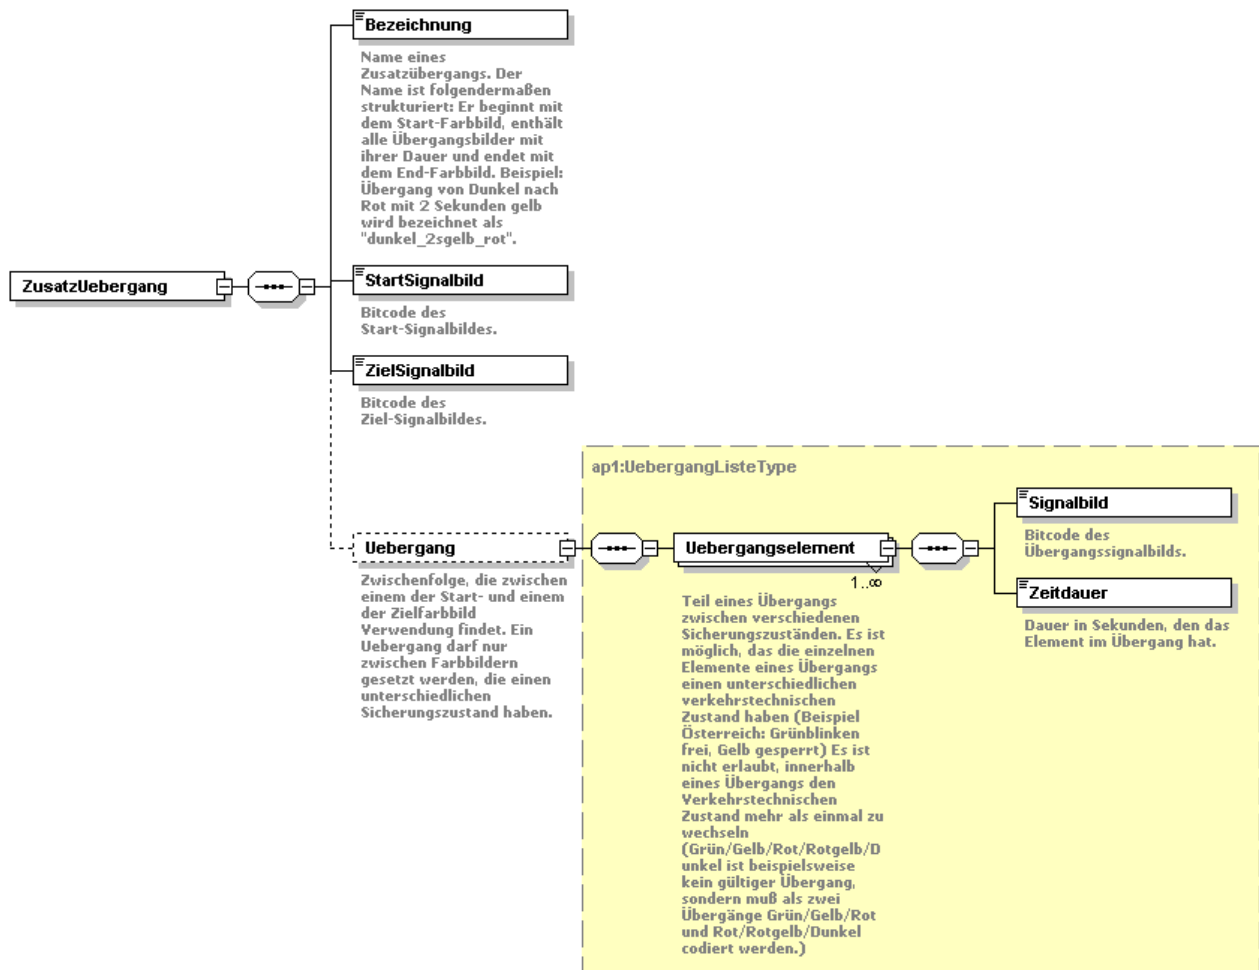 Bezeichnung
Name eines
Zusatzübergangs. Der
Name ist folgendermaßen
strukturiert: Er beginnt mit
dem Start-Farbbild, enthält
alle Übergangsbilder mit
ihrer Dauer und endet mit
dem End-Farbbild. Beispiel:
Übergang von Dunkel nach
Rot mit 2 Sekunden gelb
wird bezeichnet als
"dunkel_2sgelb_rot".
ZusatzUebergang
StartSignalbild
Bitcode des
Start-Signalbildes.
ZielSignalbild
Bitcode des
Ziel-Signalbildes.
Uebergang
Zwischenfolge, die zwischen
einem der Start- und einem
der Zielfarbbild
Verwendung findet. Ein
Uebergang darf nur
zwischen Farbbildern
gesetzt werden, die einen
unterschiedlichen
Sicherungszustand haben.
ap1:UebergangListeType
Uebergangselement
1..∞
Teil eines Übergangs
zwischen verschiedenen
Sicherungszuständen. Es ist
möglich, das die einzelnen
Elemente eines Übergangs
einen unterschiedlichen
verkehrstechnischen
Zustand haben (Beispiel
Österreich: Grünblinken
frei, Gelb gesperrt) Es ist
nicht erlaubt, innerhalb
eines Übergangs den
Verkehrstechnischen
Zustand mehr als einmal zu
wechseln
(Grün/Gelb/Rot/Rotgelb/D
unkel ist beispielsweise
kein gültiger Übergang,
sondern muß als zwei
Übergänge Grün/Gelb/Rot
und Rot/Rotgelb/Dunkel
codiert werden.)
Signalbild
Bitcode des
Übergangssignalbilds.
Zeitdauer
Dauer in Sekunden, den das
Element im Übergang hat.